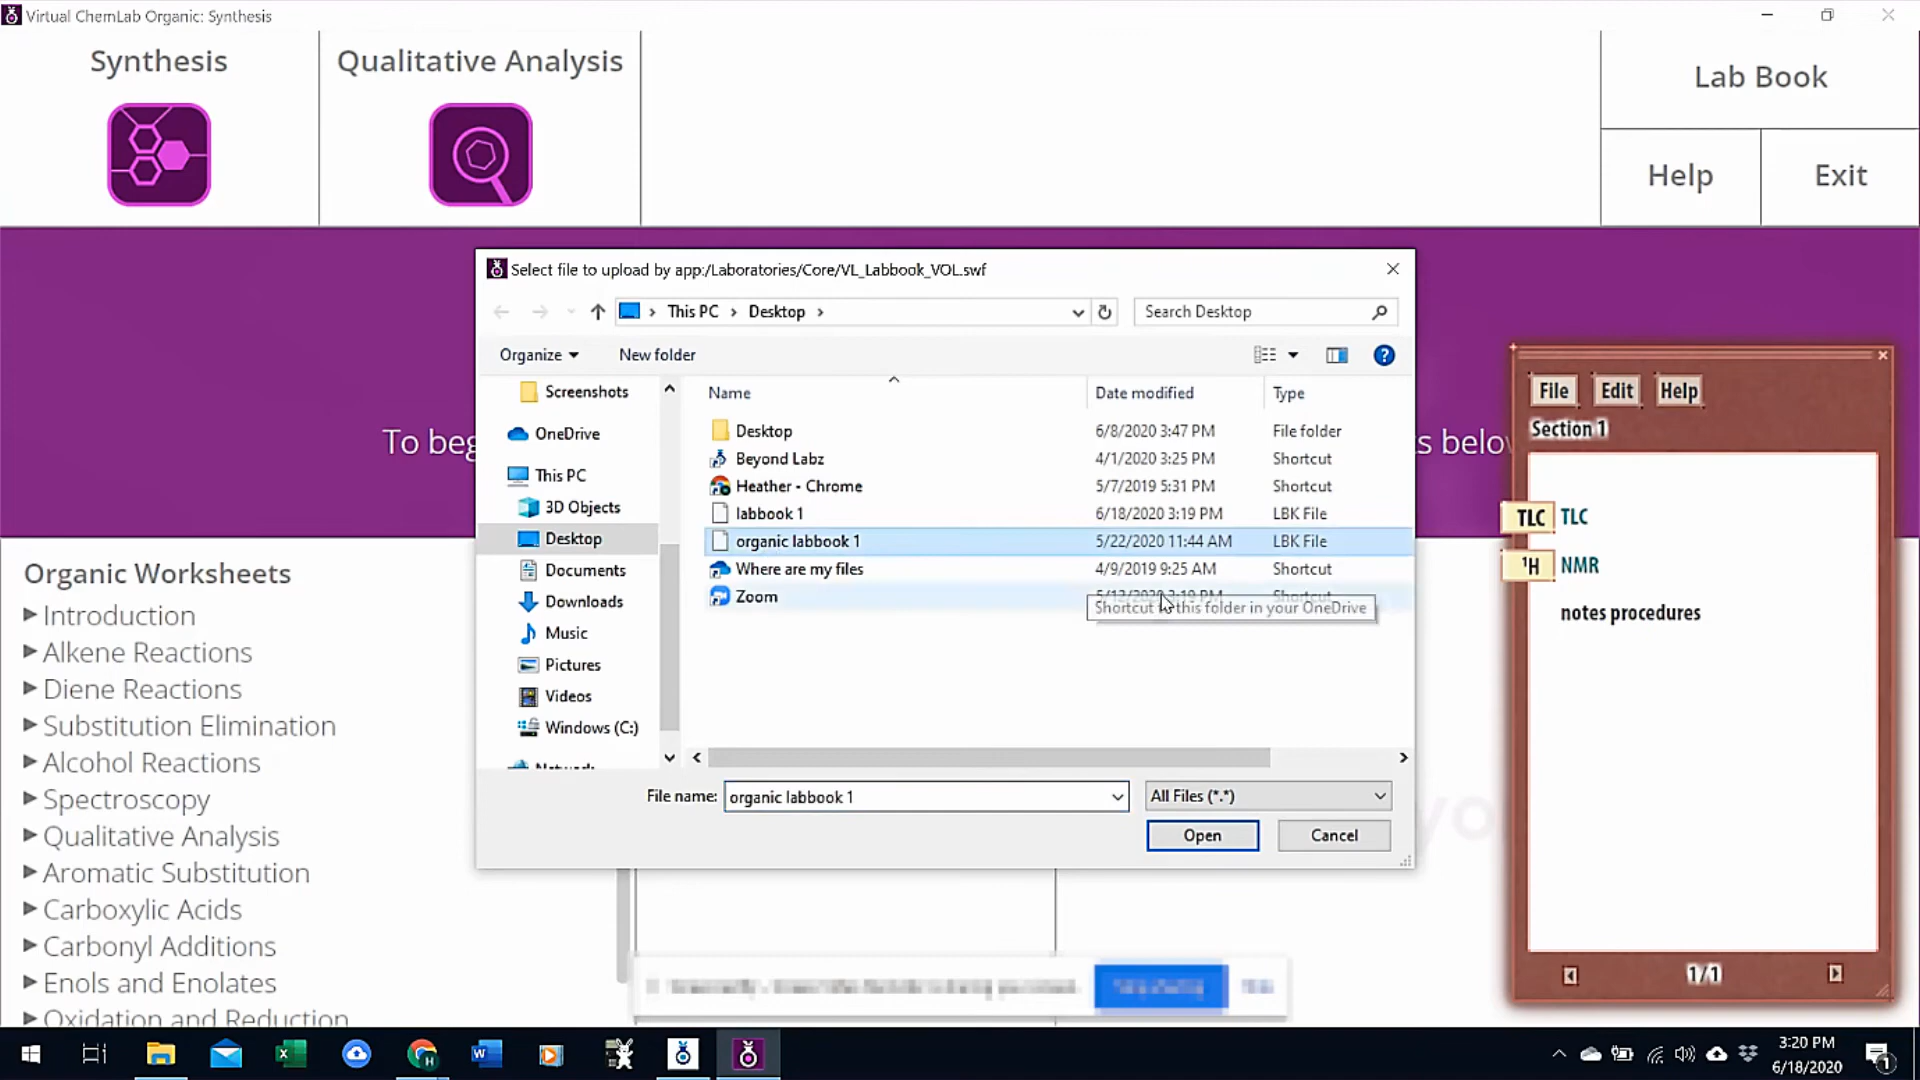 Virtual ChemLab Organic: Synthesis
Synthesis
Qualitative Analysis
Lab Book
Help
Exit
To beg
s belo
Select file to upload by app:/Laboratories/Core/VL_Labbook_VOL.swf
This PC > Desktop >
Search Desktop
Organize
New folder
Name Date modified Type
Screenshots
OneDrive
This PC
3D Objects
Desktop
Documents
Downloads
Music
Pictures
Videos
Windows (C:)
Desktop 6/8/2020 3:47 PM File folder
Beyond Labz 4/1/2020 3:25 PM Shortcut
Heather - Chrome 5/7/2019 5:31 PM Shortcut
labbook 1 6/18/2020 3:19 PM LBK File
organic labbook 1 5/22/2020 11:44 AM LBK File
Where are my files 4/9/2019 9:25 AM Shortcut
Zoom
Shortcut this folder in your OneDrive
File name: organic labbook 1
All Files (*.*)
Open
Cancel
File
Edit
Help
Section 1
TLC TLC
¹H NMR
notes procedures
1/1
Organic Worksheets
Introduction
Alkene Reactions
Diene Reactions
Substitution Elimination
Alcohol Reactions
Spectroscopy
Qualitative Analysis
Aromatic Substitution
Carboxylic Acids
Carbonyl Additions
Enols and Enolates
Oxidation and Reduction
yo
3:20 PM
6/18/2020
1